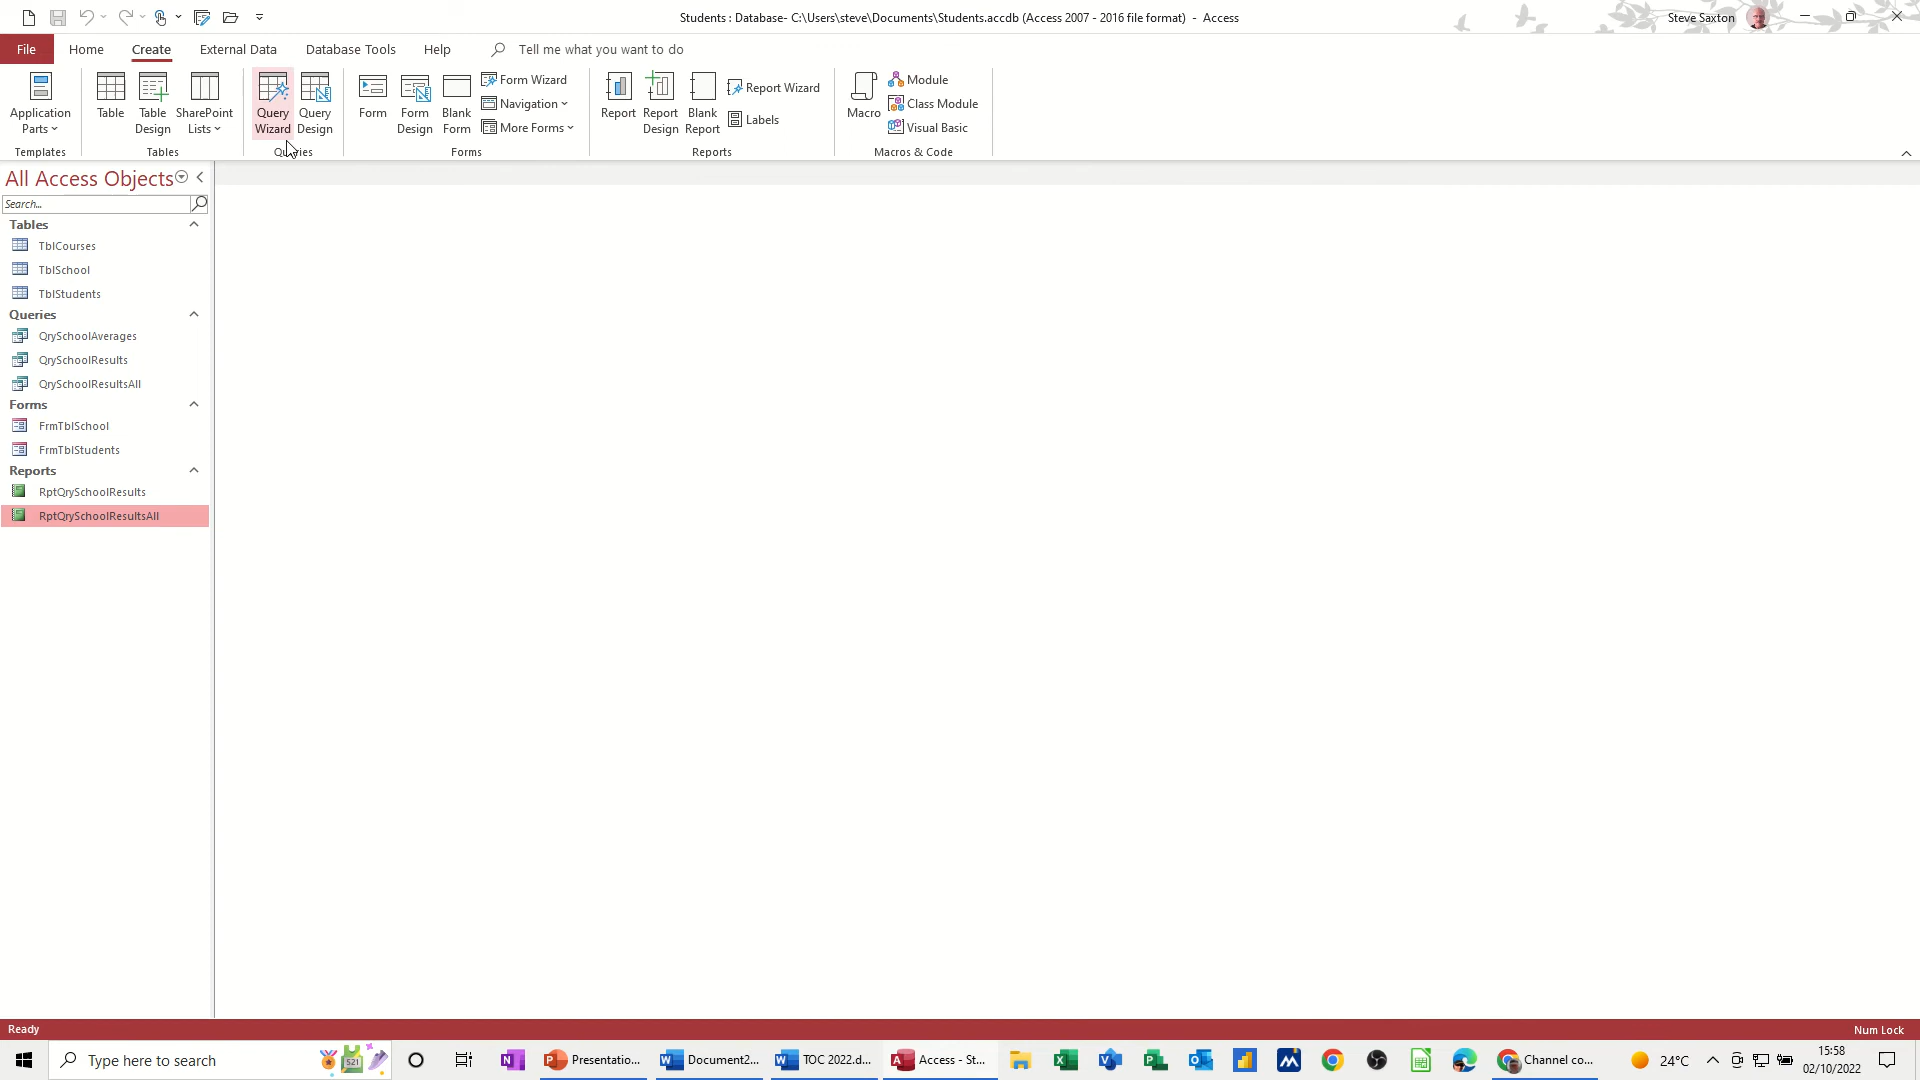 Students : Database- C:\Users\steve\Documents\Students.accdb (Access 2007 - 2016 file format)  -  Access
Steve Saxton
File
Home
Create
External Data
Database Tools
Help
Tell me what you want to do
Application
Parts
Table
Table
Design
SharePoint
Lists
Query
Wizard
Query
Design
Form
Form
Design
Blank
Form
Form Wizard
Navigation
More Forms
Report
Report
Design
Blank
Report
Report Wizard
Labels
Macro
Module
Class Module
Visual Basic
Templates
Tables
Queries
Forms
Reports
Macros & Code
All Access Objects
Search...
Tables
TblCourses
TblSchool
TblStudents
Queries
QrySchoolAverages
QrySchoolResults
QrySchoolResultsAll
Forms
FrmTblSchool
FrmTblStudents
Reports
RptQrySchoolResults
RptQrySchoolResultsAll
Ready
Num Lock
Type here to search
521
Presentatio...
Document2...
TOC 2022.d...
Access - St...
Channel co...
24°C
15:58
02/10/2022